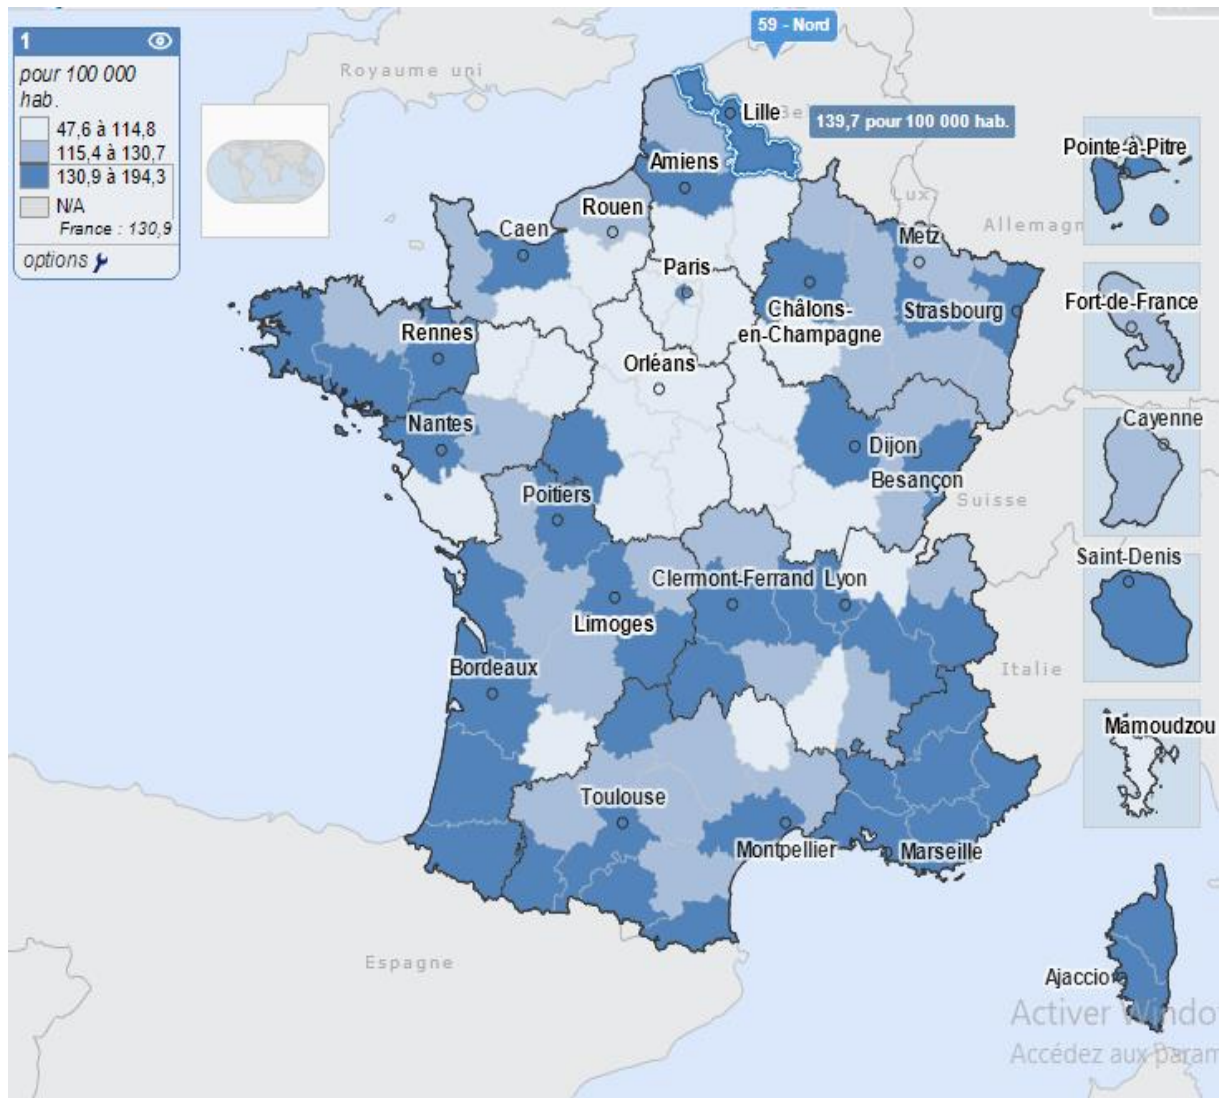 59 - Nord
1
pour 100 000
hab.
47,6 à 114,8
115,4 à 130,7
130,9 à 194,3
N/A
France : 130,9
options
Royaume uni
Lille
139,7 pour 100 000 hab.
Amiens
Pointe-à-Pitre
Rouen
Lux.
Allemagn
Caen
Metz
Paris
Fort-de-France
Châlons-
en-Champagne
Strasbourg
Rennes
Orléans
Cayenne
Nantes
Dijon
Besançon
Poitiers
Suisse
Saint-Denis
Clermont-Ferrand
Lyon
Limoges
Bordeaux
Italie
Mamoudzou
Toulouse
Montpellier
Marseille
Espagne
Ajaccio
Activer Windo
Accédez aux param